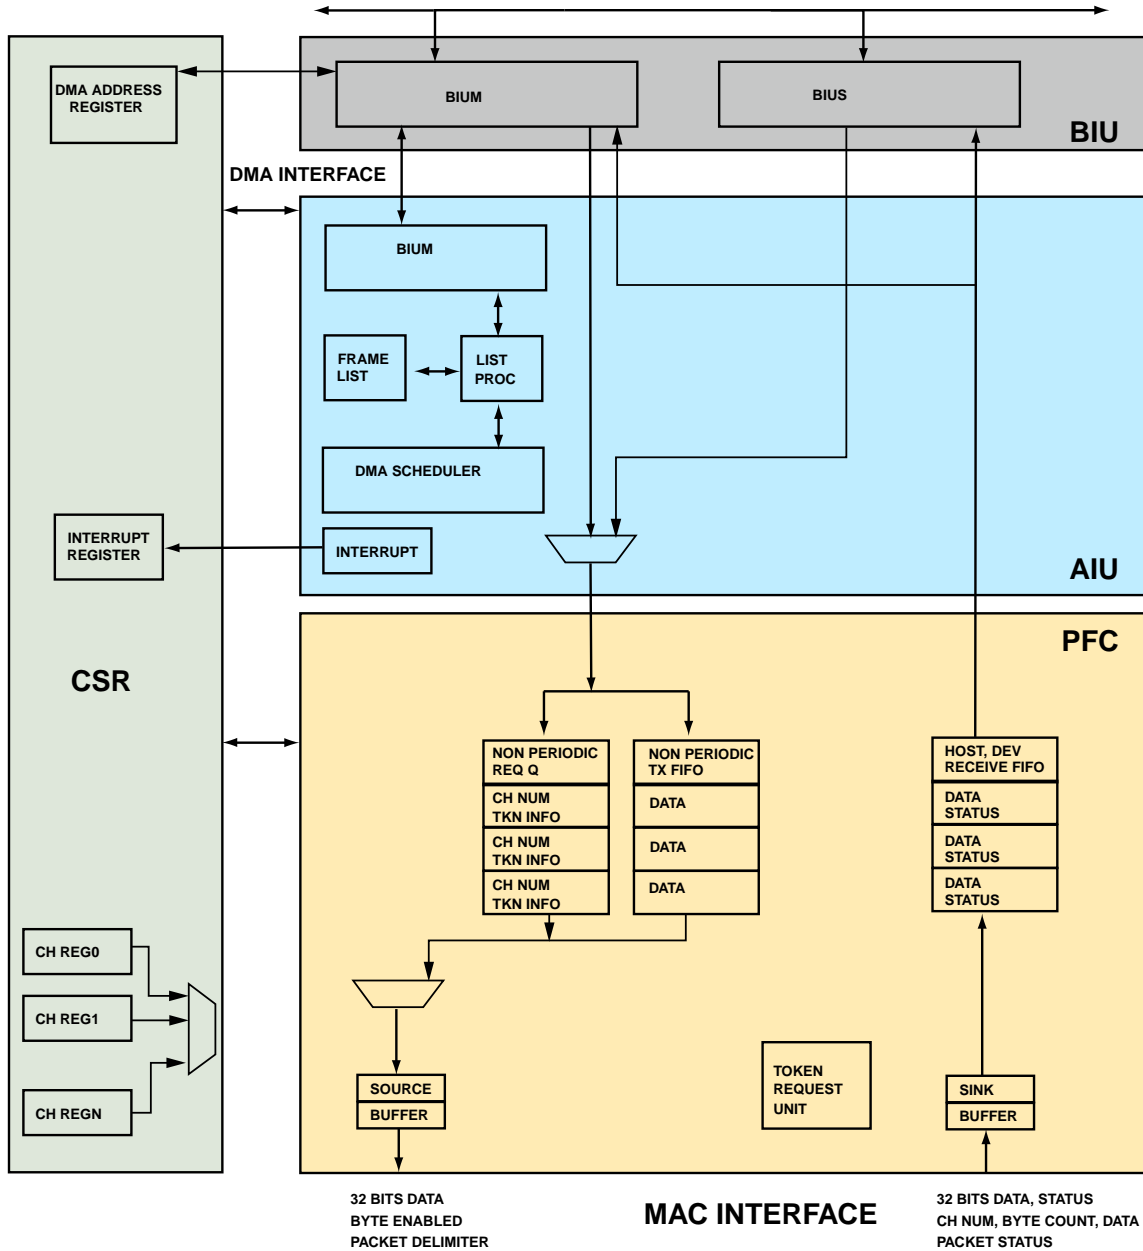 DMA ADDRESS
REGISTER
BIUM
BIUS
BIU
DMA INTERFACE
BIUM
FRAME
LIST
LIST
PROC
DMA SCHEDULER
INTERRUPT
REGISTER
INTERRUPT
AIU
PFC
CSR
NON PERIODIC
REQ Q
CH NUM
TKN INFO
CH NUM
TKN INFO
CH NUM
TKN INFO
NON PERIODIC
TX FIFO
DATA
DATA
DATA
HOST, DEV
RECEIVE FIFO
DATA
STATUS
DATA
STATUS
DATA
STATUS
CH REG0
CH REG1
CH REGN
SOURCE
BUFFER
TOKEN
REQUEST
UNIT
SINK
BUFFER
32 BITS DATA
BYTE ENABLED
PACKET DELIMITER
MAC INTERFACE
32 BITS DATA, STATUS
CH NUM, BYTE COUNT, DATA
PACKET STATUS